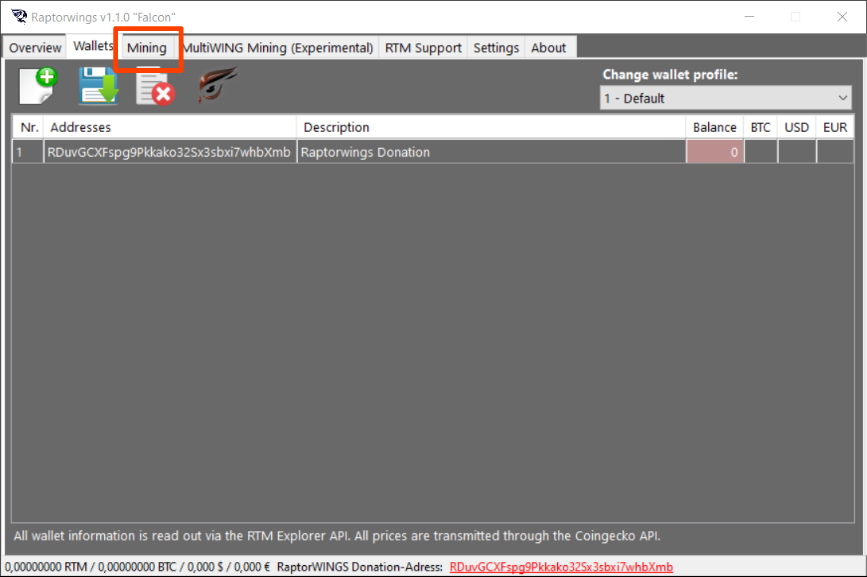 Raptorwings v1.1.0 "Falcon"
Overview Wallets Mining MultiWING Mining (Experimental) RTM Support Settings About
Change wallet profile:
1 - Default
Nr. Addresses Description Balance BTC USD EUR
1 RDuvGCXFspg9Pkkako32Sx3sbxi7whbXmb Raptorwings Donation 0
All wallet information is read out via the RTM Explorer API. All prices are transmitted through the Coingecko API.
0,00000000 RTM / 0,00000000 BTC / 0,000 $ / 0,000 € RaptorWINGS Donation-Adress: RDuvGCXFspg9Pkkako32Sx3sbxi7whbXmb